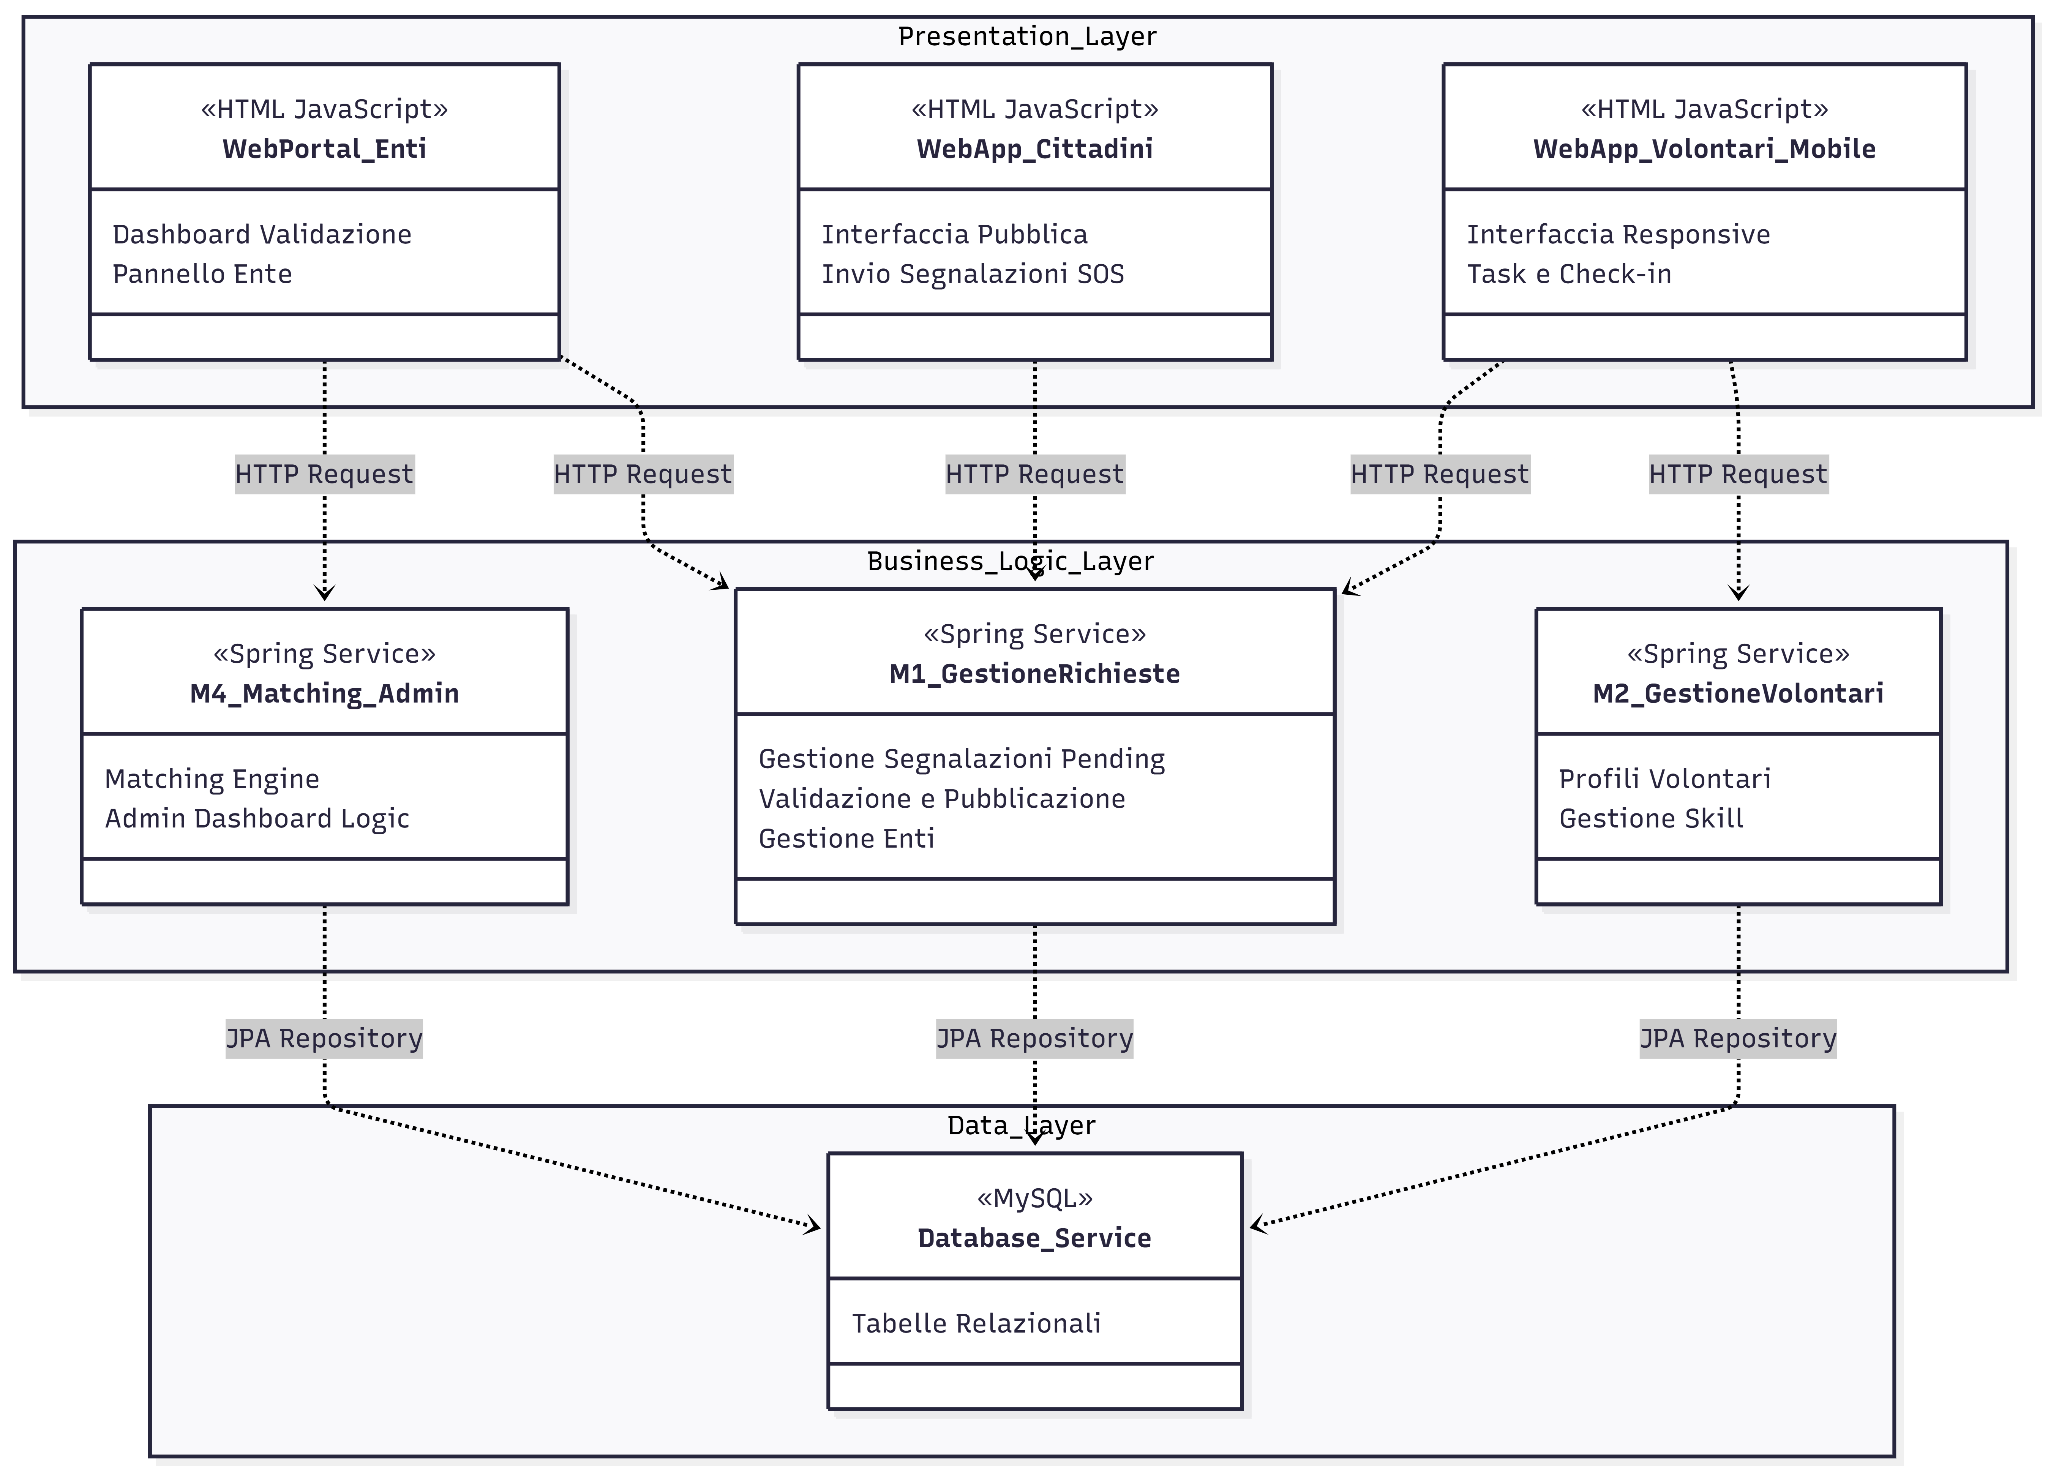 Presentation_Layer
«HTML JavaScript»
WebPortal_Enti
Dashboard Validazione
Pannello Ente
«HTML JavaScript»
WebApp_Cittadini
Interfaccia Pubblica
Invio Segnalazioni SOS
«HTML JavaScript»
WebApp_Volontari_Mobile
Interfaccia Responsive
Task e Check-in
HTTP Request
HTTP Request
HTTP Request
HTTP Request
HTTP Request
Business_Logic_Layer
«Spring Service»
M4_Matching_Admin
Matching Engine
Admin Dashboard Logic
«Spring Service»
M1_GestioneRichieste
Gestione Segnalazioni Pending
Validazione e Pubblicazione
Gestione Enti
«Spring Service»
M2_GestioneVolontari
Profili Volontari
Gestione Skill
JPA Repository
JPA Repository
JPA Repository
Data_Layer
«MySQL»
Database_Service
Tabelle Relazionali